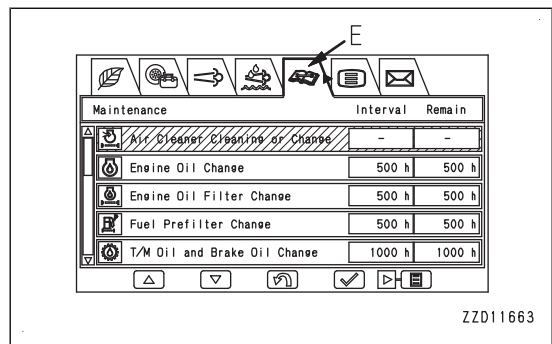 E
Maintenance Interval Remain
Air Cleaner Cleaning or Change - -
Engine Oil Change 500 h 500 h
Engine Oil Filter Change 500 h 500 h
Fuel Prefilter Change 500 h 500 h
T/M Oil and Brake Oil Change 1000 h 1000 h
ZZD11663